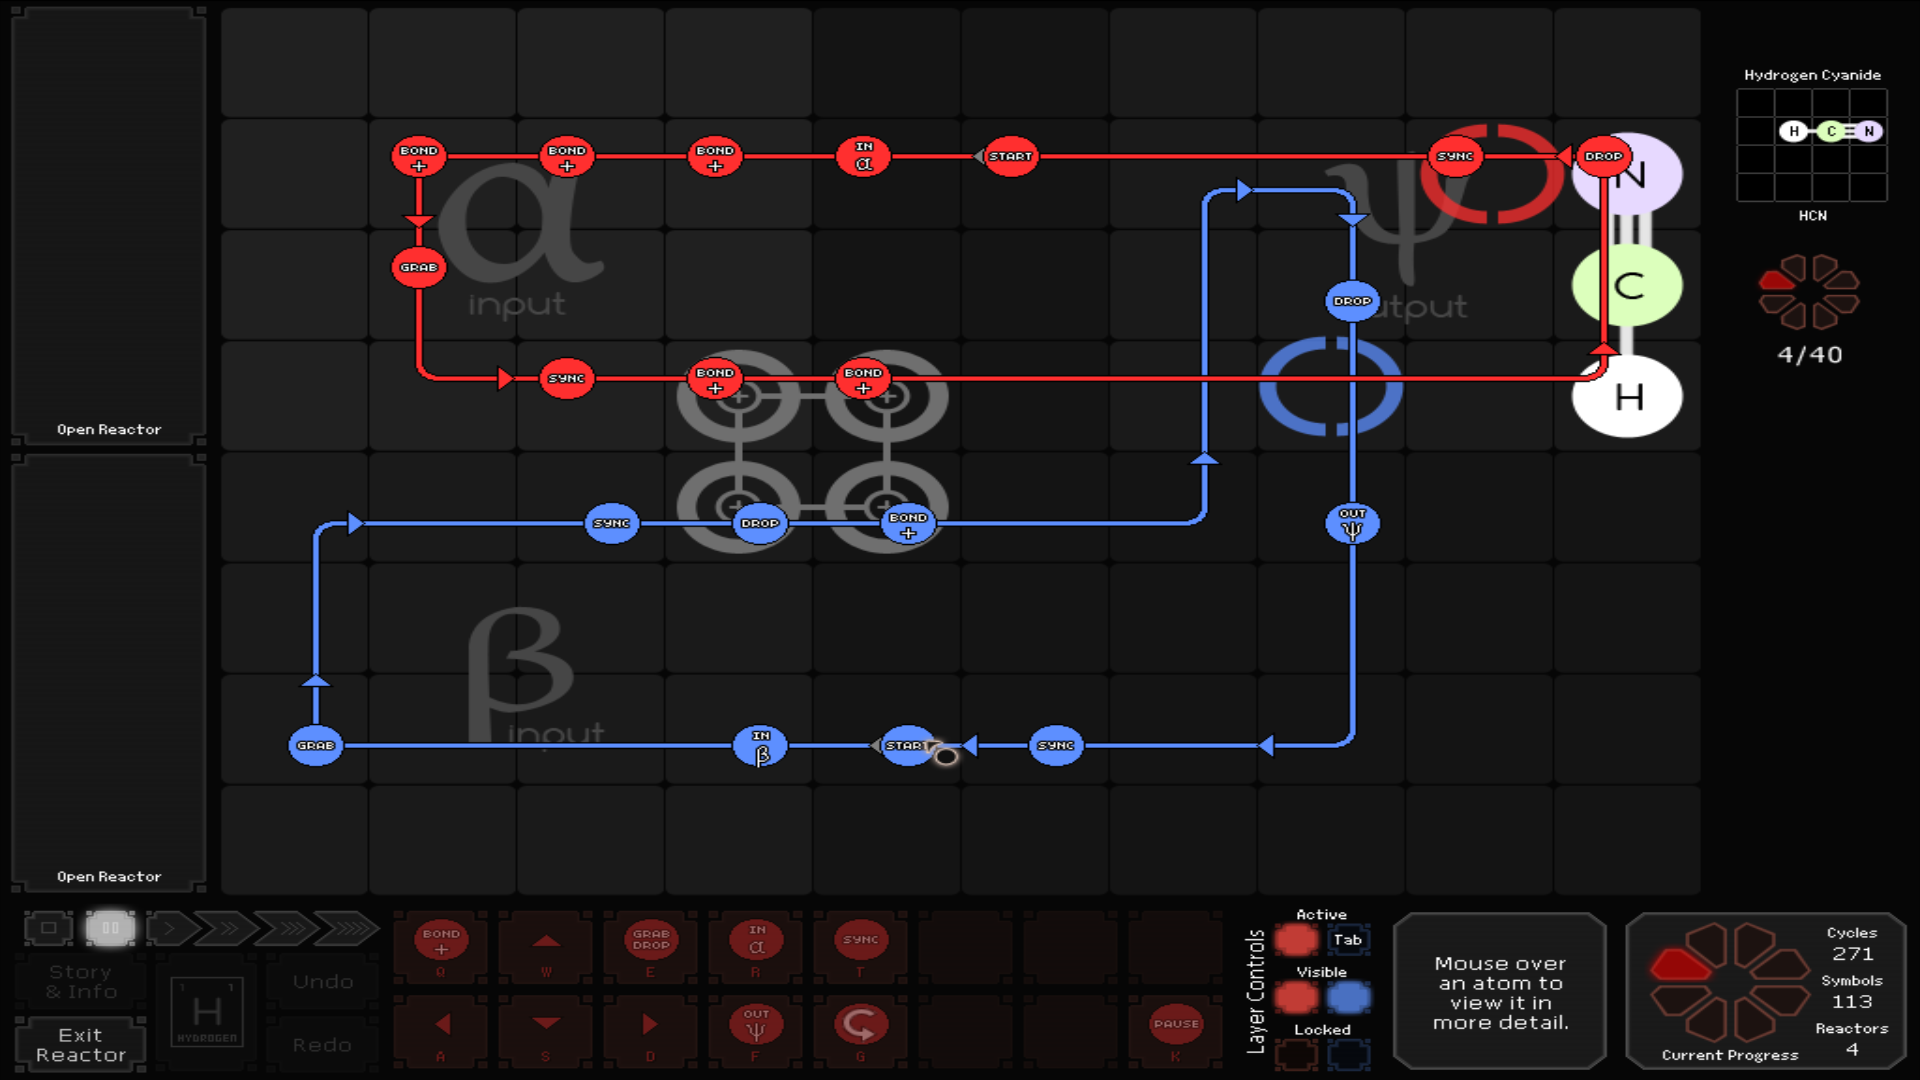 Hydrogen Cyanide
H C N
HCN
4/40
BOND
+
BOND
+
BOND
+
IN
α
START
SYNC
DROP
N
α
input
ψ
GRAB
DROP
C
SYNC
BOND
+
BOND
+
H
Open Reactor
SYNC
DROP
BOND
+
OUT
ψ
β
input
GRAB
IN
β
START
SYNC
Open Reactor
Story
& Info
Exit
Reactor
1 1
H
HYDROGEN
Undo
Redo
BOND
+
Q
W
GRAB
DROP
E
IN
α
R
SYNC
T
A
S
D
OUT
ψ
F
G
PAUSE
K
Layer Controls
Active
Tab
Visible
Locked
Mouse over
an atom to
view it in
more detail.
Cycles
271
Symbols
113
Reactors
4
Current Progress